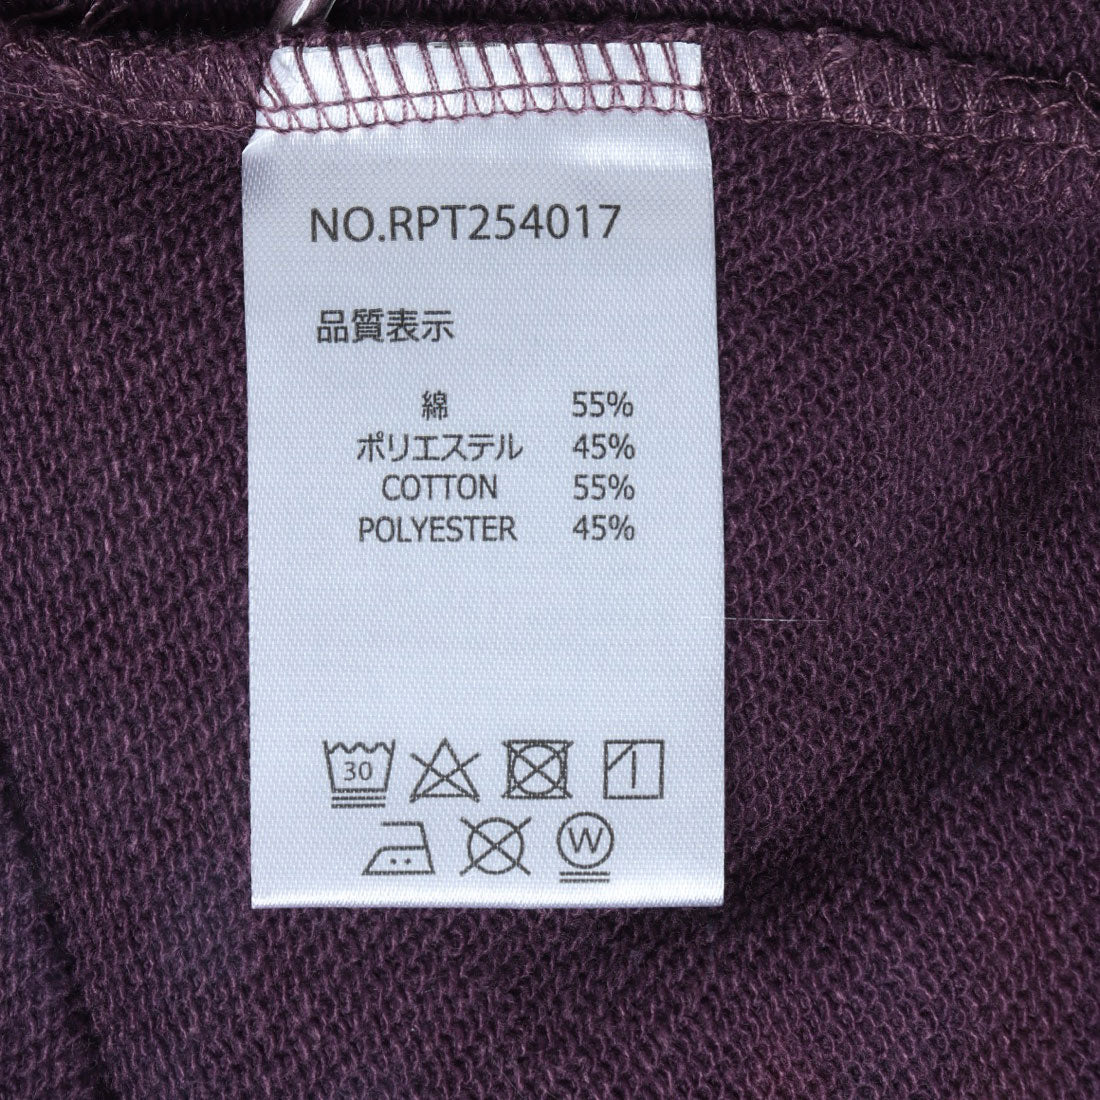 NO.RPT254017
品質表示
綿 55%
ポリエステル 45%
COTTON 55%
POLYESTER 45%
30
W